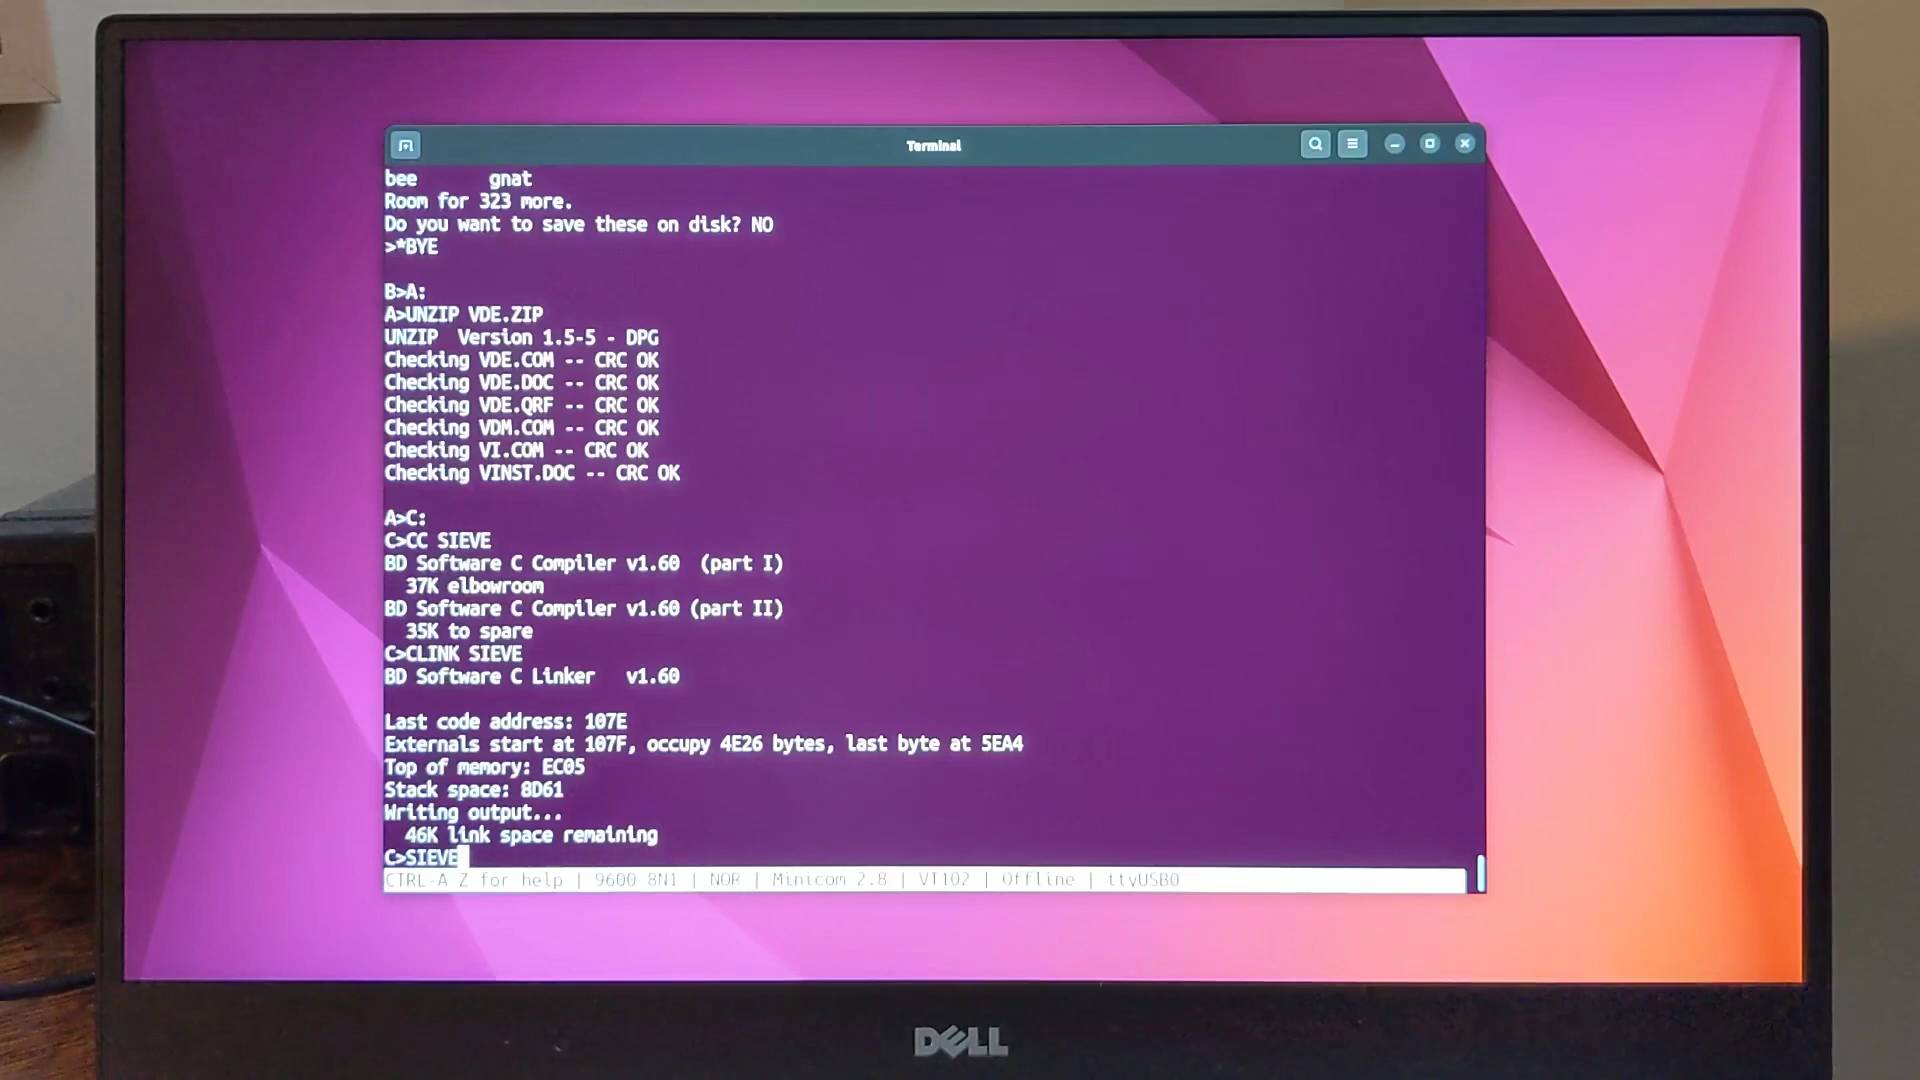 Terminal
bee       gnat
Room for 323 more.
Do you want to save these on disk? NO
>*BYE
B>A:
A>UNZIP VDE.ZIP
UNZIP  Version 1.5-5 - DPG
Checking VDE.COM -- CRC OK
Checking VDE.DOC -- CRC OK
Checking VDE.QRF -- CRC OK
Checking VDM.COM -- CRC OK
Checking VI.COM -- CRC OK
Checking VINST.DOC -- CRC OK
A>C:
C>CC SIEVE
BD Software C Compiler v1.60  (part I)
  37K elbowroom
BD Software C Compiler v1.60 (part II)
  35K to spare
C>CLINK SIEVE
BD Software C Linker   v1.60
Last code address: 107E
Externals start at 107F, occupy 4E26 bytes, last byte at 5EA4
Top of memory: EC05
Stack space: 8D61
Writing output...
  46K link space remaining
C>SIEVE
CTRL-A Z for help | 9600 8N1 | NOR | Minicom 2.8 | VT102 | Offline | ttyUSB0
DELL